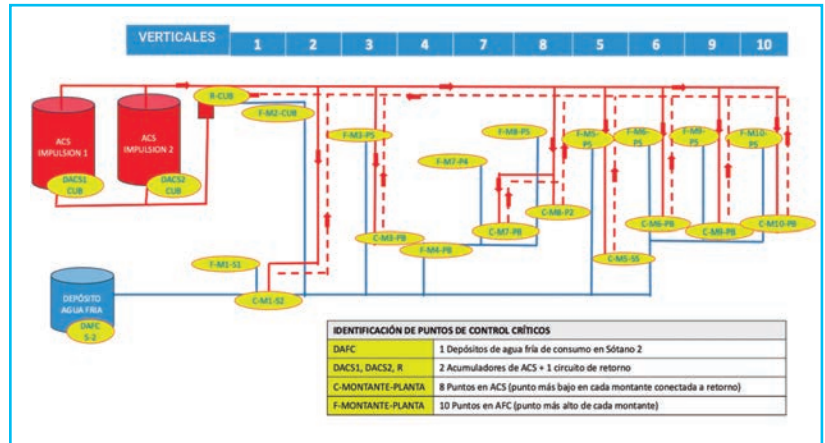 VERTICALES
1 2 3 4 7 8 5 6 9 10
R-CUB
F-M2-CUB
ACS
IMPULSION 1
ACS
IMPULSION 2
DACS1
CUB
DACS2
CUB
F-M3-P5
F-M8-P5
F-M5-
P5
F-M6-
P5
F-M9-
P5
F-M10-
P5
F-M7-P4
C-M8-P2
C-M3-PB
C-M7-PB
C-M6-PB
C-M9-PB
C-M10-PB
F-M4-PB
C-M5-S5
F-M1-S1
C-M1-S2
DEPÓSITO
AGUA FRIA
DAFC
S-2
IDENTIFICACIÓN DE PUNTOS DE CONTROL CRÍTICOS
DAFC 1 Depósitos de agua fría de consumo en Sótano 2
DACS1, DACS2, R 2 Acumuladores de ACS + 1 circuito de retorno
C-MONTANTE-PLANTA 8 Puntos en ACS (punto más bajo en cada montante conectada a retorno)
F-MONTANTE-PLANTA 10 Puntos en AFC (punto más alto de cada montante)